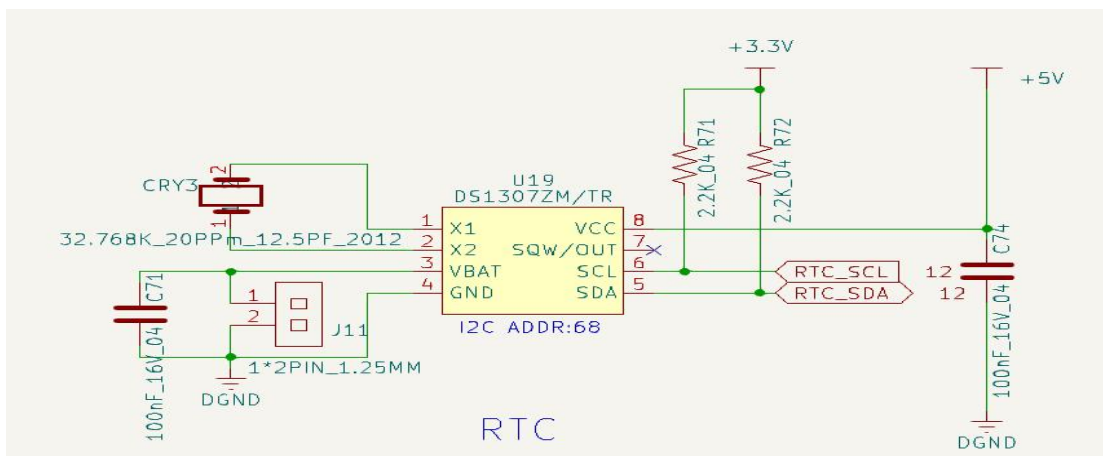 +3.3V
+5V
R71
2.2K_04
R72
2.2K_04
2
CRY3
1
32.768K_20PPm_12.5PF_2012
U19
DS1307ZM/TR
1 X1 VCC 8
2 X2 SQW/OUT 7
3 VBAT SCL 6
4 GND SDA 5
I2C ADDR:68
RTC_SCL 12
RTC_SDA 12
C74
100nF_16V_04
C71
100nF_16V_04
1
2
J11
1*2PIN_1.25MM
DGND
DGND
RTC